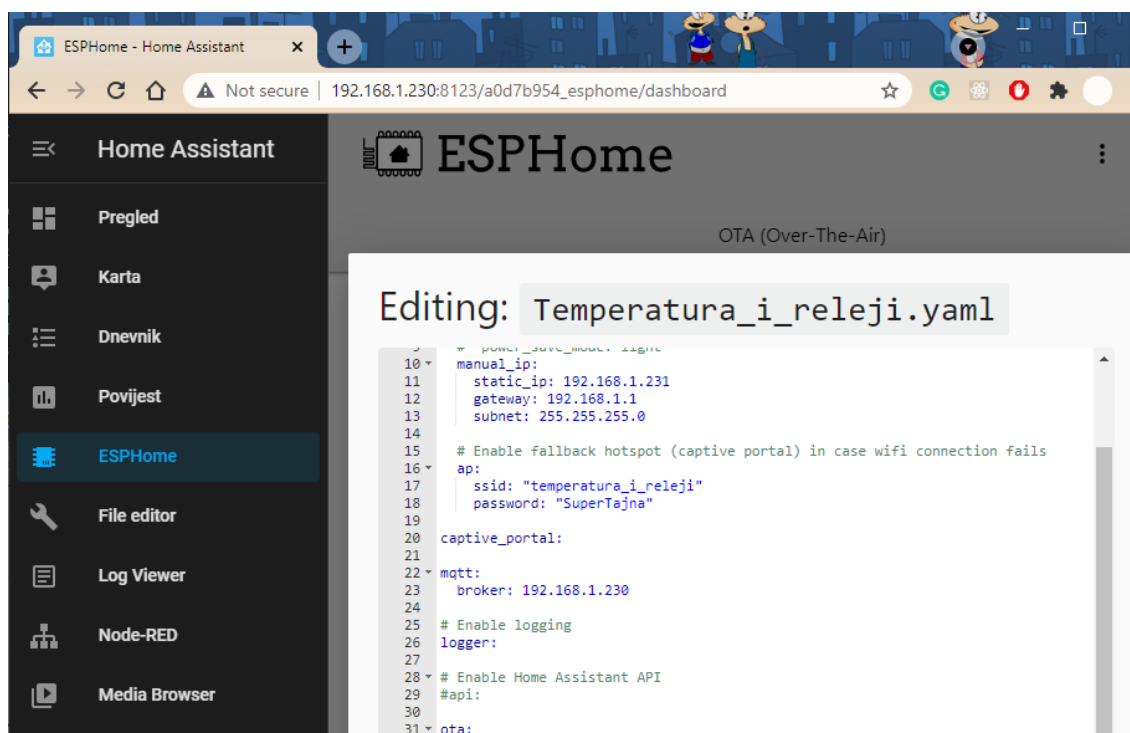 ESPHome - Home Assistant
Not secure | 192.168.1.230:8123/a0d7b954_esphome/dashboard
Home Assistant
Pregled
Karta
Dnevnik
Povijest
ESPHome
File editor
Log Viewer
Node-RED
Media Browser
ESPHome
OTA (Over-The-Air)
Editing: Temperatura_i_releji.yaml
9 # power_save_mode: light
10 manual_ip:
11 static_ip: 192.168.1.231
12 gateway: 192.168.1.1
13 subnet: 255.255.255.0
14
15 # Enable fallback hotspot (captive portal) in case wifi connection fails
16 ap:
17 ssid: "temperatura_i_releji"
18 password: "SuperTajna"
19
20 captive_portal:
21
22 mqtt:
23 broker: 192.168.1.230
24
25 # Enable logging
26 logger:
27
28 # Enable Home Assistant API
29 #api:
30
31 ota: